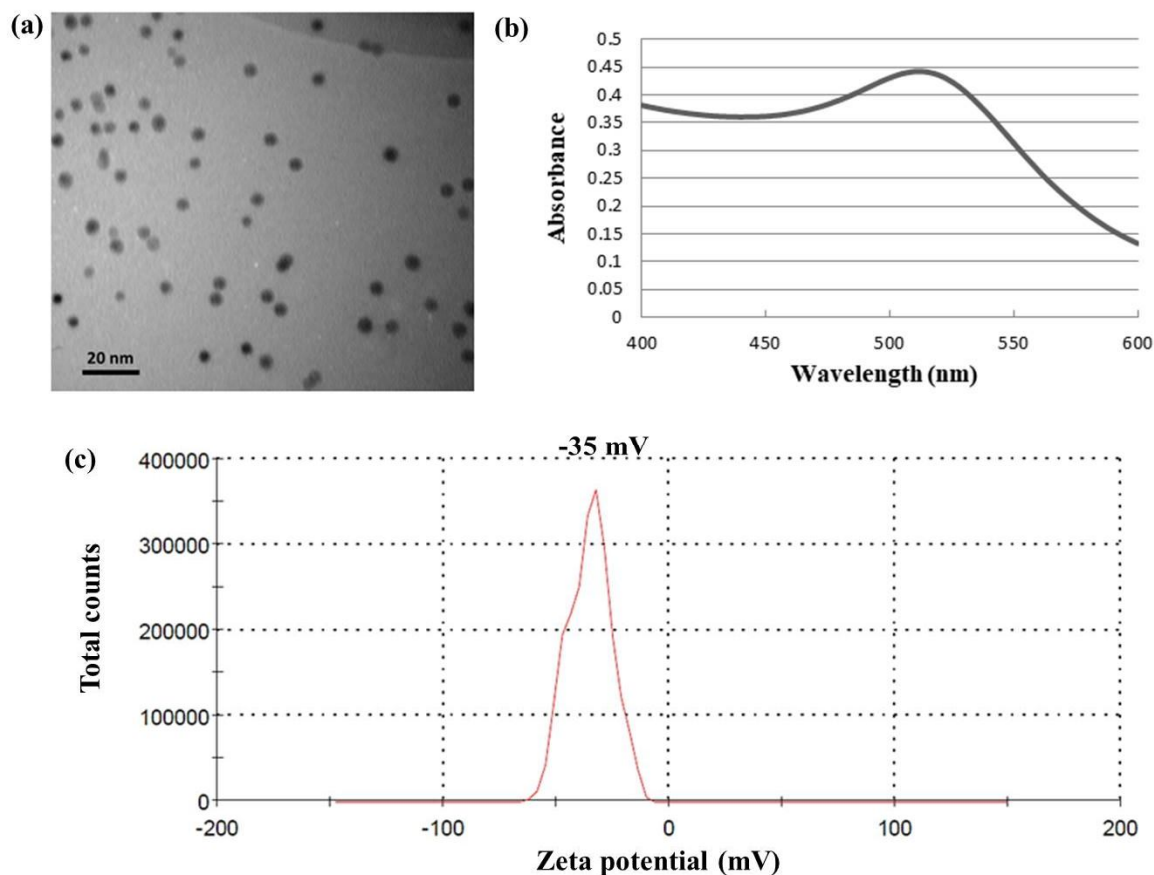 (a)
20 nm
(b)
0.5
0.45
0.4
0.35
0.3
0.25
0.2
0.15
0.1
0.05
0
Absorbance
400 450 500 550 600
Wavelength (nm)
(c)
-35 mV
400000
300000
200000
100000
0
Total counts
-200 -100 0 100 200
Zeta potential (mV)